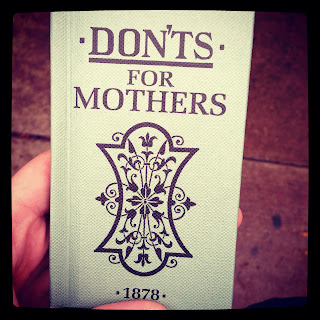 ·DON'TS·
FOR
MOTHERS
·1878·